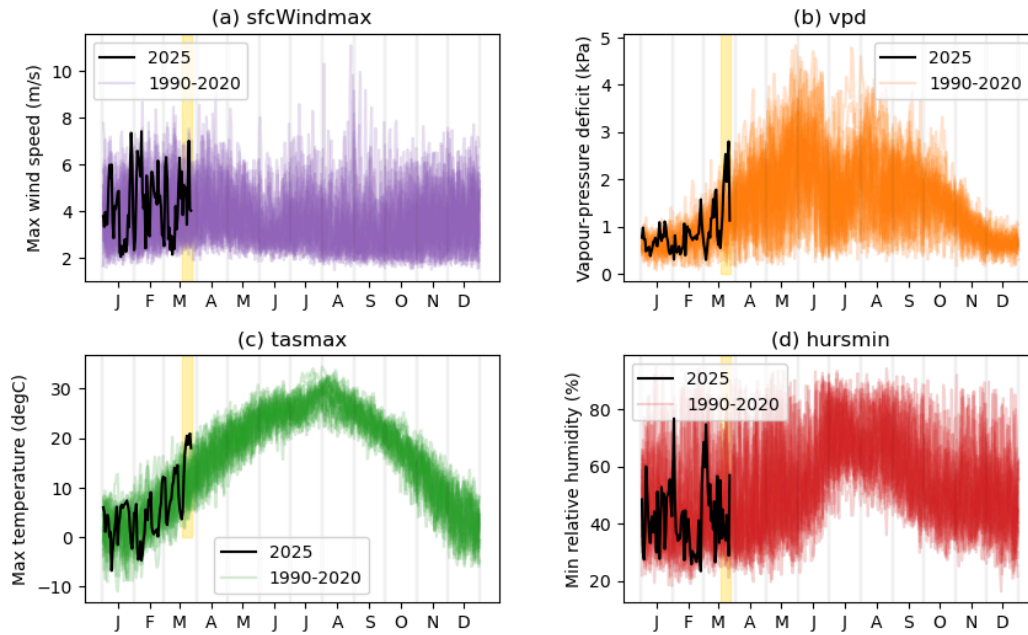 (a) sfcWindmax
Max wind speed (m/s)
10
8
6
4
2
2025
1990-2020
J F M A M J J A S O N D
(b) vpd
Vapour-pressure deficit (kPa)
5
4
3
2
1
0
2025
1990-2020
J F M A M J J A S O N D
(c) tasmax
Max temperature (degC)
30
20
10
0
−10
2025
1990-2020
J F M A M J J A S O N D
(d) hursmin
Min relative humidity (%)
80
60
40
20
2025
1990-2020
J F M A M J J A S O N D